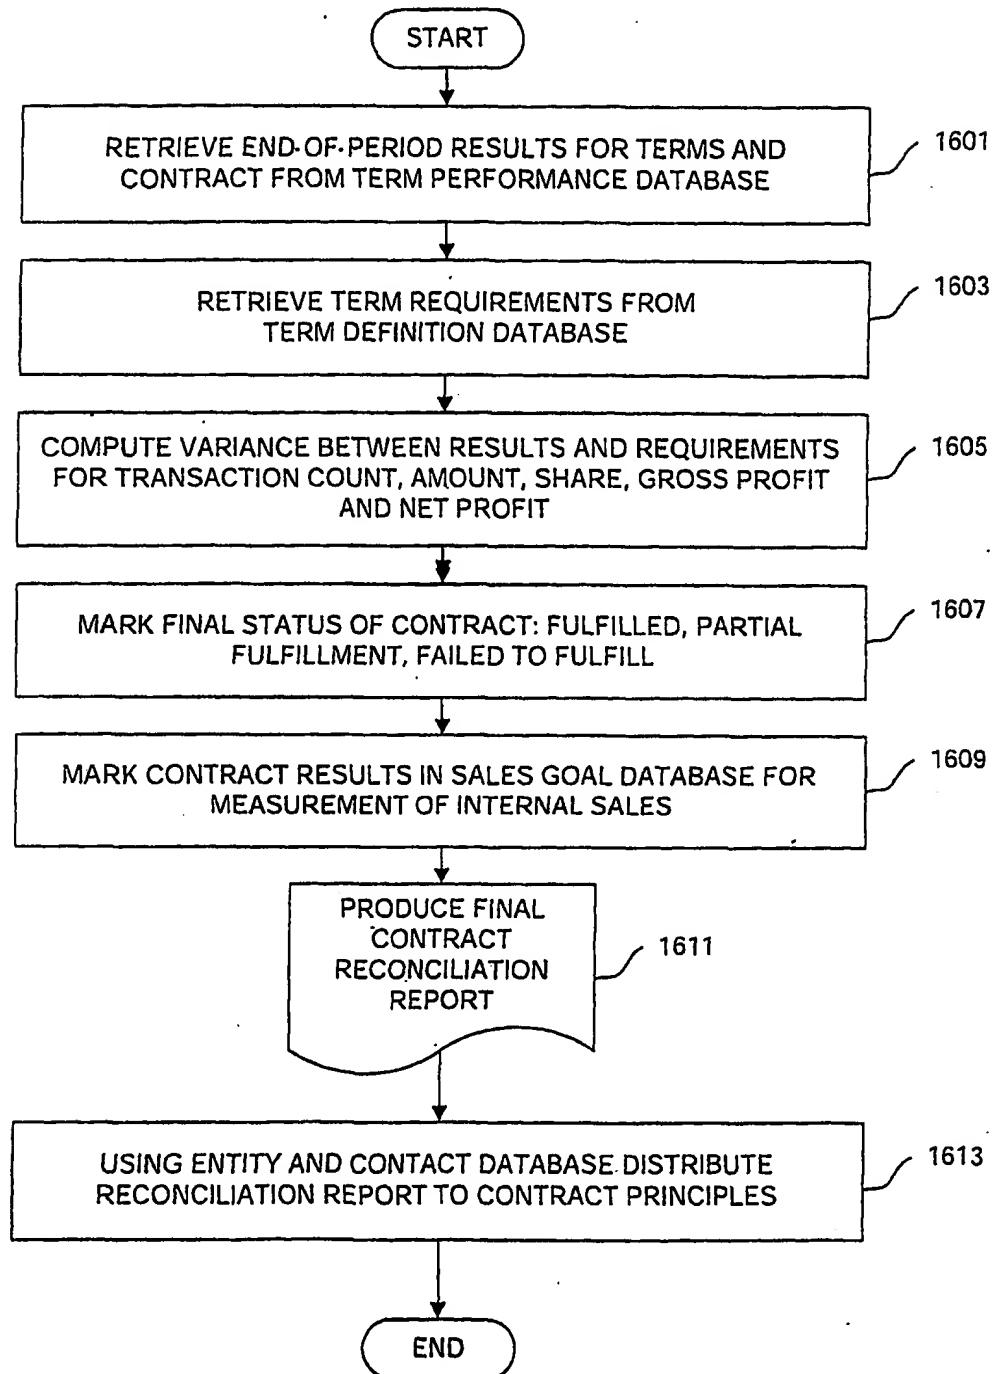 START
RETRIEVE END-OF-PERIOD RESULTS FOR TERMS AND
CONTRACT FROM TERM PERFORMANCE DATABASE
1601
RETRIEVE TERM REQUIREMENTS FROM
TERM DEFINITION DATABASE
1603
COMPUTE VARIANCE BETWEEN RESULTS AND REQUIREMENTS
FOR TRANSACTION COUNT, AMOUNT, SHARE, GROSS PROFIT
AND NET PROFIT
1605
MARK FINAL STATUS OF CONTRACT: FULFILLED, PARTIAL
FULFILLMENT, FAILED TO FULFILL
1607
MARK CONTRACT RESULTS IN SALES GOAL DATABASE FOR
MEASUREMENT OF INTERNAL SALES
1609
PRODUCE FINAL
CONTRACT
RECONCILIATION
REPORT
1611
USING ENTITY AND CONTACT DATABASE DISTRIBUTE
RECONCILIATION REPORT TO CONTRACT PRINCIPLES
1613
END